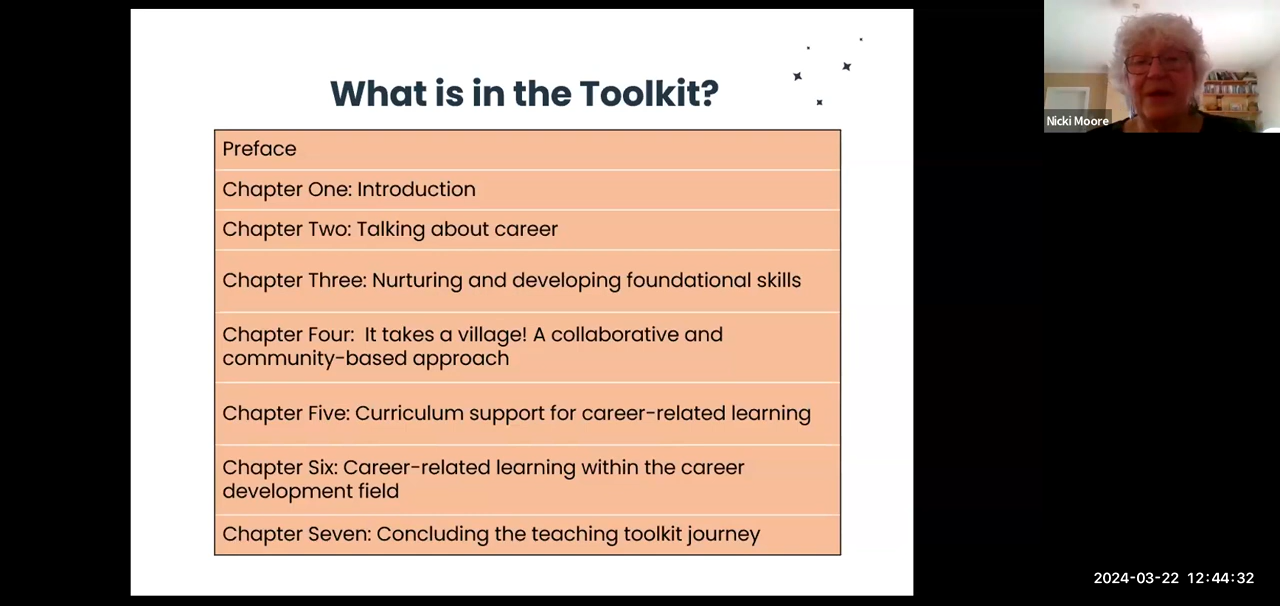 What is in the Toolkit?
Preface
Chapter One: Introduction
Chapter Two: Talking about career
Chapter Three: Nurturing and developing foundational skills
Chapter Four:  It takes a village! A collaborative and
community-based approach
Chapter Five: Curriculum support for career-related learning
Chapter Six: Career-related learning within the career
development field
Chapter Seven: Concluding the teaching toolkit journey
Nicki Moore
2024-03-22 12:44:32